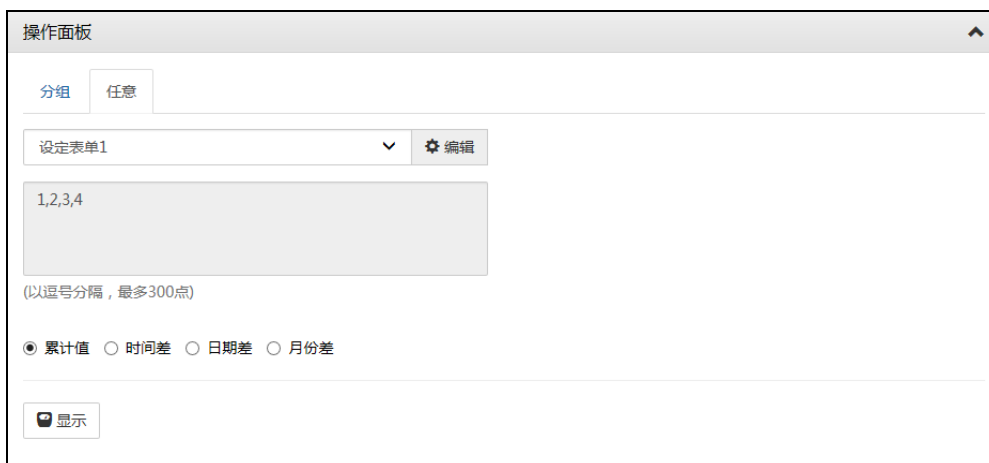 操作面板
分组 任意
设定表单1 编辑
1,2,3,4
(以逗号分隔，最多300点)
累计值 时间差 日期差 月份差
显示